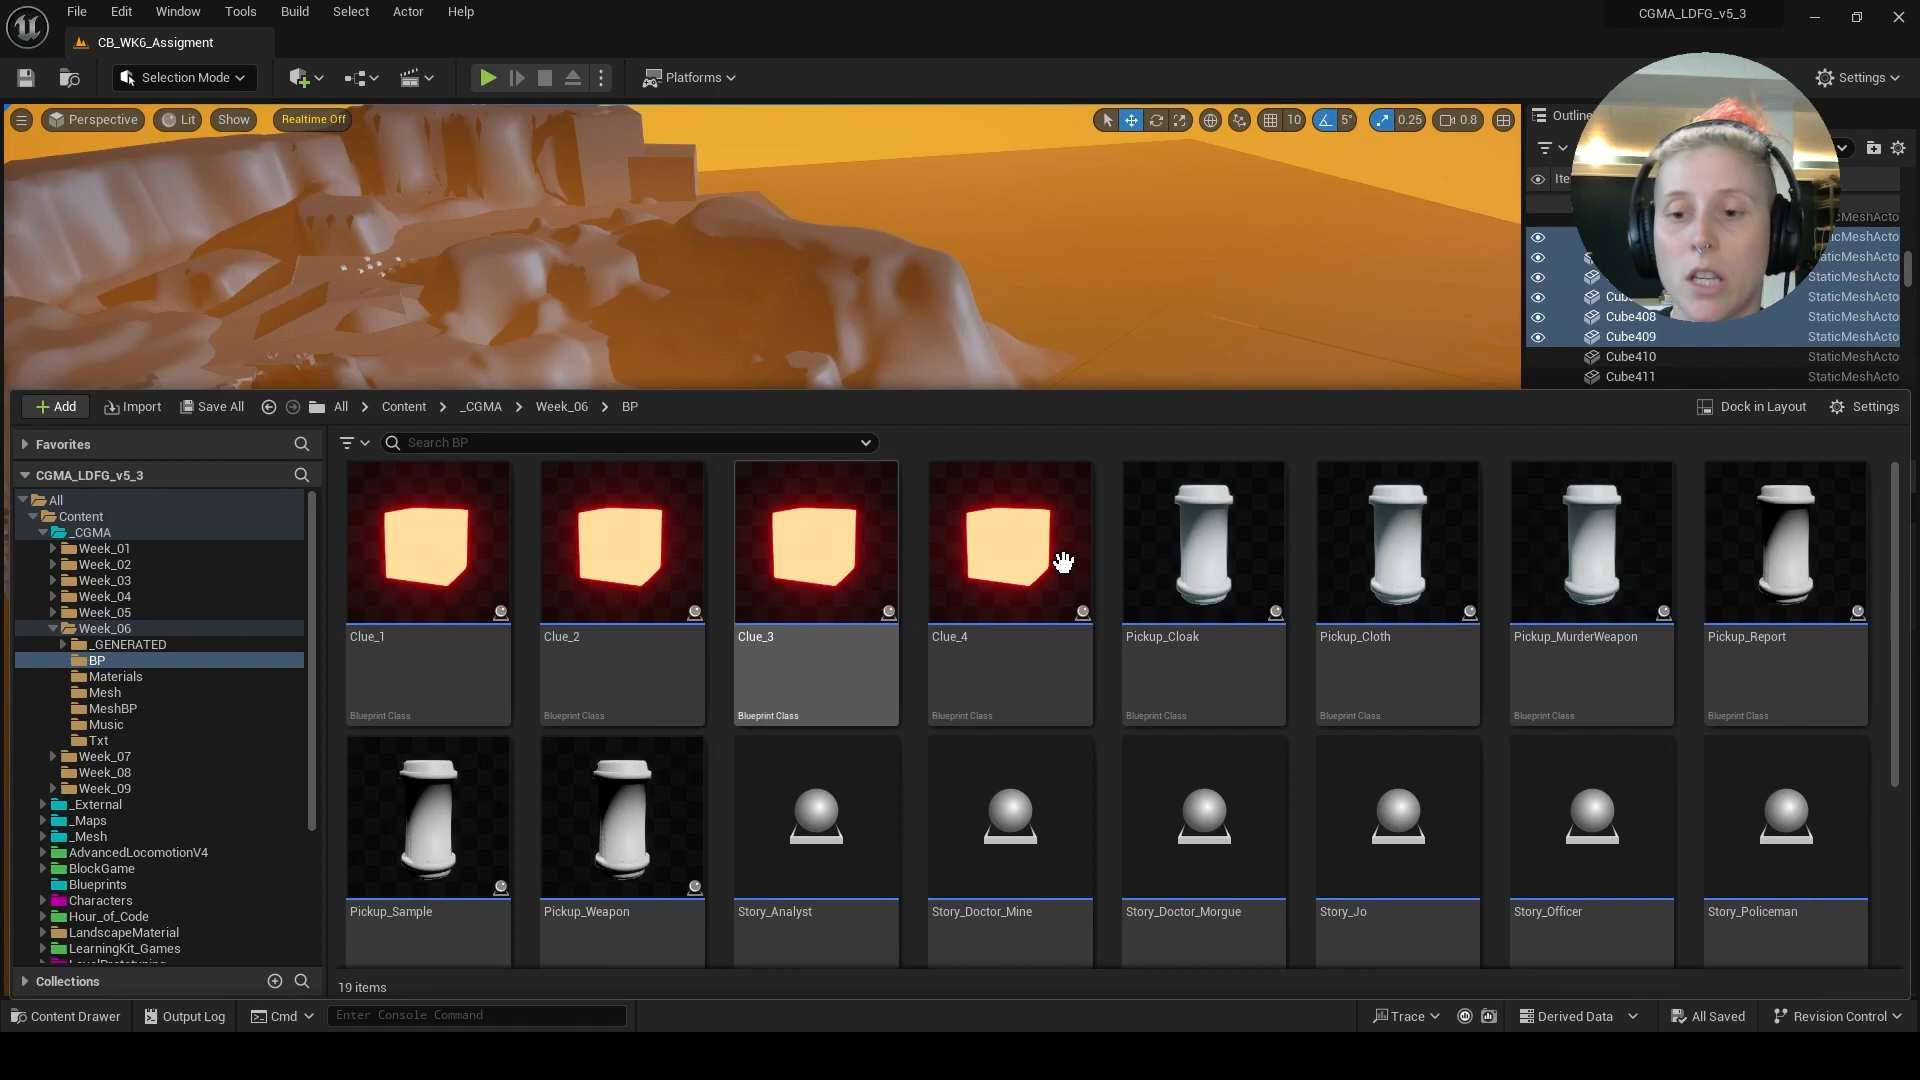 File Edit Window Tools Build Select Actor Help
CGMA_LDFG_v5_3
CB_WK6_Assigment
Selection Mode
Platforms
Settings
Perspective Lit Show Realtime Off
10 5° 0.25 0.8
Outline
Ite
StaticMeshActo
Cube408 StaticMeshActo
Cube409 StaticMeshActo
Cube410 StaticMeshActo
Cube411 StaticMeshActo
Add Import Save All All Content _CGMA Week_06 BP
Dock in Layout Settings
Favorites
Search BP
CGMA_LDFG_v5_3
All
Content
_CGMA
Week_01
Week_02
Week_03
Week_04
Week_05
Week_06
_GENERATED
BP
Materials
Mesh
MeshBP
Music
Txt
Week_07
Week_08
Week_09
_External
_Maps
_Mesh
AdvancedLocomotionV4
BlockGame
Blueprints
Characters
Hour_of_Code
LandscapeMaterial
LearningKit_Games
Collections
Clue_1 Clue_2 Clue_3 Clue_4 Pickup_Cloak Pickup_Cloth Pickup_MurderWeapon Pickup_Report
Blueprint Class Blueprint Class Blueprint Class Blueprint Class Blueprint Class Blueprint Class Blueprint Class Blueprint Class
Pickup_Sample Pickup_Weapon Story_Analyst Story_Doctor_Mine Story_Doctor_Morgue Story_Jo Story_Officer Story_Policeman
19 items
Content Drawer Output Log Cmd Enter Console Command
Trace Derived Data All Saved Revision Control